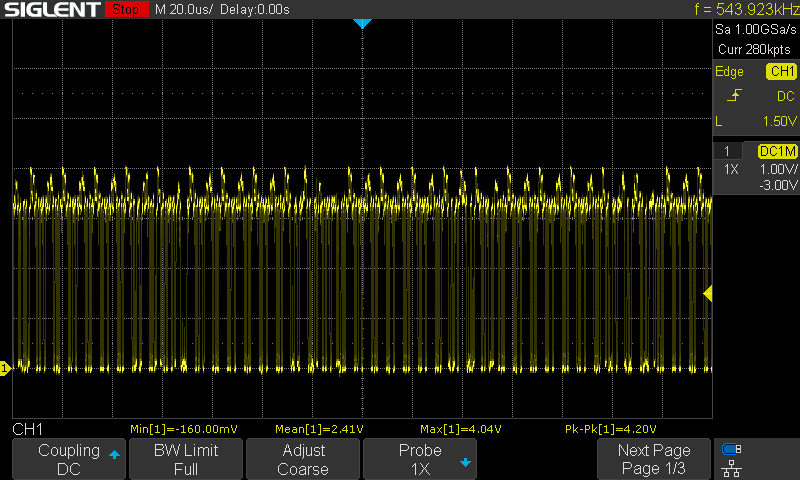 SIGLENT Stop M 20.0us/ Delay:0.00s f = 543.923kHz
Sa 1.00GSa/s
Curr 280kpts
Edge CH1
DC
L 1.50V
1 DC1M
1X 1.00V/
-3.00V
1
CH1 Min[1]=-160.00mV Mean[1]=2.41V Max[1]=4.04V Pk-Pk[1]=4.20V
Coupling BW Limit Adjust Probe Next Page
DC Full Coarse 1X Page 1/3